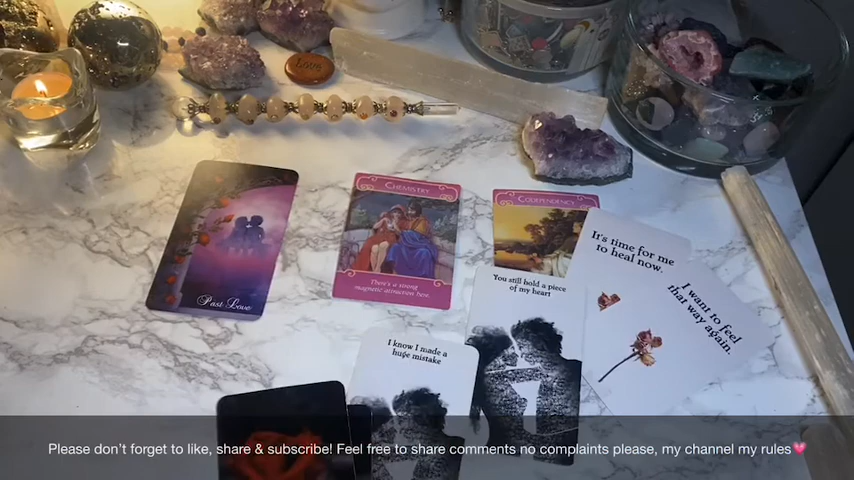 Love
Past Love
CHEMISTRY
There's a strong
magnetic attraction here.
CODEPENDENCY
It's time for me
to heal now.
I want to feel
that way again.
You still hold a piece
of my heart
I know I made a
huge mistake
Please don't forget to like, share & subscribe! Feel free to share comments no complaints please, my channel my rules💗